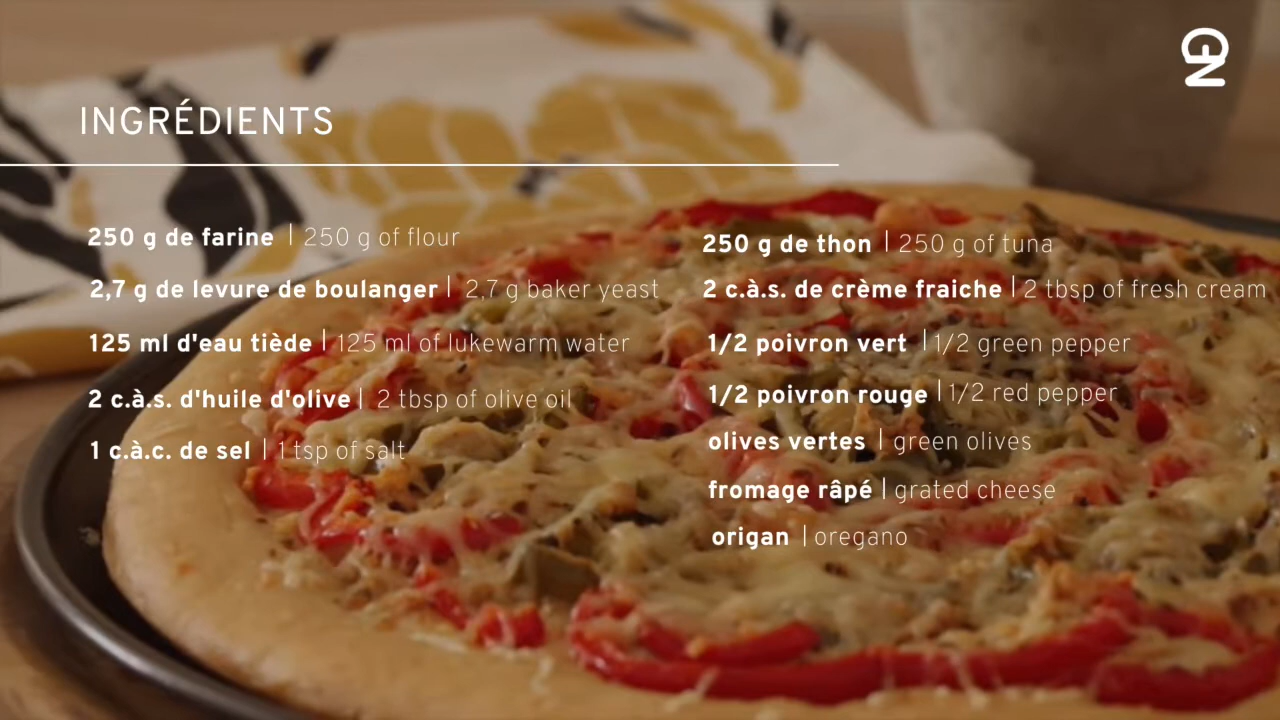 INGRÉDIENTS
250 g de farine | 250 g of flour
2,7 g de levure de boulanger | 2,7 g baker yeast
125 ml d'eau tiède | 125 ml of lukewarm water
2 c.à.s. d'huile d'olive | 2 tbsp of olive oil
1 c.à.c. de sel | 1 tsp of salt
250 g de thon | 250 g of tuna
2 c.à.s. de crème fraiche | 2 tbsp of fresh cream
1/2 poivron vert | 1/2 green pepper
1/2 poivron rouge | 1/2 red pepper
olives vertes | green olives
fromage râpé | grated cheese
origan | oregano